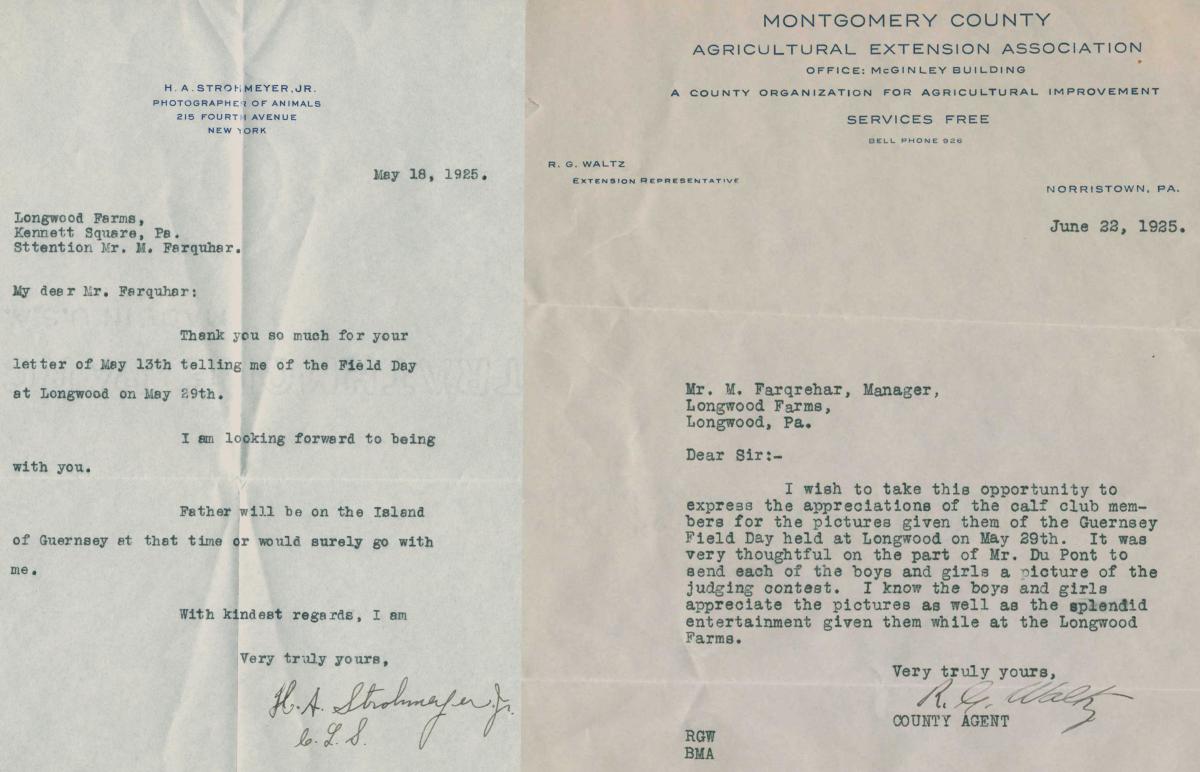 H. A. STROHMEYER, JR.
PHOTOGRAPHER OF ANIMALS
215 FOURTH AVENUE
NEW YORK
May 18, 1925.
Longwood Farms,
Kennett Square, Pa.
Sttention Mr. M. Farquhar.
My dear Mr. Farquhar:
Thank you so much for your
letter of May 13th telling me of the Field Day
at Longwood on May 29th.
I am looking forward to being
with you.
Father will be on the Island
of Guernsey at that time or would surely go with
me.
With kindest regards, I am
Very truly yours,
H. A. Strohmeyer Jr.
C. L. S.
MONTGOMERY COUNTY
AGRICULTURAL EXTENSION ASSOCIATION
OFFICE: McGINLEY BUILDING
A COUNTY ORGANIZATION FOR AGRICULTURAL IMPROVEMENT
SERVICES FREE
BELL PHONE 926
R. G. WALTZ
EXTENSION REPRESENTATIVE
NORRISTOWN, PA.
June 22, 1925.
Mr. M. Farqrehar, Manager,
Longwood Farms,
Longwood, Pa.
Dear Sir:-
I wish to take this opportunity to
express the appreciations of the calf club mem-
bers for the pictures given them of the Guernsey
Field Day held at Longwood on May 29th. It was
very thoughtful on the part of Mr. Du Pont to
send each of the boys and girls a picture of the
judging contest. I know the boys and girls
appreciate the pictures as well as the splendid
entertainment given them while at the Longwood
Farms.
Very truly yours,
R. G. Waltz
COUNTY AGENT
RGW
BMA